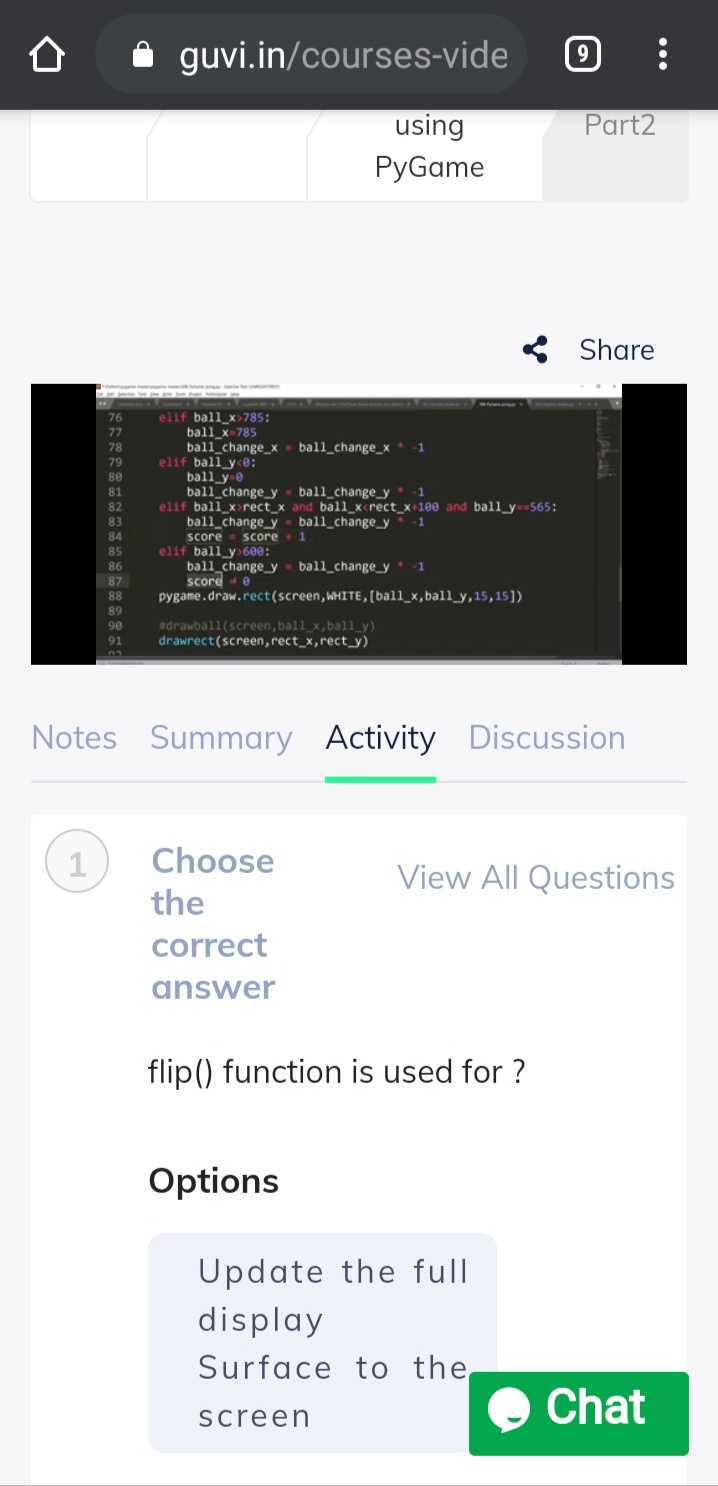 guvi.in/courses-vide
9
using
PyGame
Part2
Share
76 elif ball_x>785:
77 ball_x=785
78 ball_change_x = ball_change_x * -1
79 elif ball_y<0:
80 ball_y=0
81 ball_change_y = ball_change_y * -1
82 elif ball_x>rect_x and ball_x<rect_x+100 and ball_y==565:
83 ball_change_y = ball_change_y * -1
84 score = score + 1
85 elif ball_y>600:
86 ball_change_y = ball_change_y * -1
87 score = 0
88 pygame.draw.rect(screen,WHITE,[ball_x,ball_y,15,15])
89
90 #drawball(screen,ball_x,ball_y)
91 drawrect(screen,rect_x,rect_y)
Notes Summary Activity Discussion
1
Choose
the
correct
answer
View All Questions
flip() function is used for ?
Options
Update the full
display
Surface to the
screen
Chat